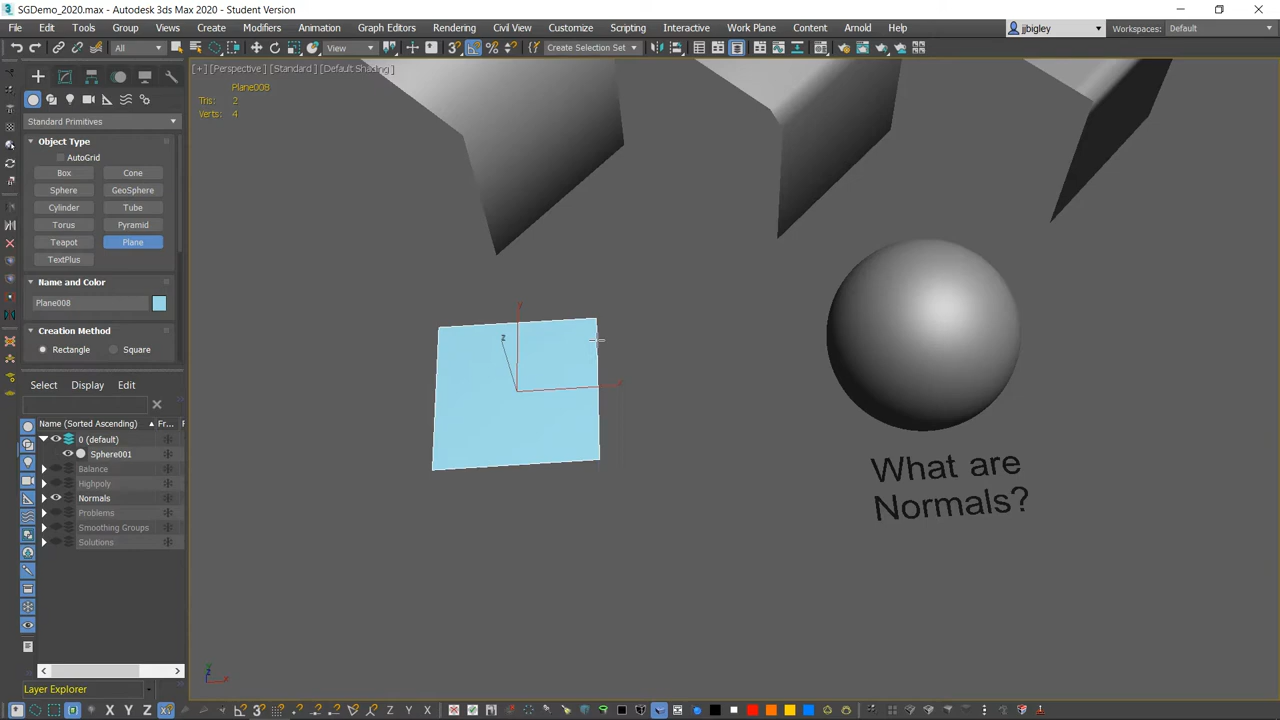 SGDemo_2020.max - Autodesk 3ds Max 2020 - Student Version
File Edit Tools Group Views Create Modifiers Animation Graph Editors Rendering Civil View Customize Scripting Interactive Work Plane Content Arnold Help jjbigley Workspaces: Default
All View Create Selection Set
[+] [Perspective ] [Standard ] [Default Shading ]
Plane008
Tris: 2
Verts: 4
Standard Primitives
Object Type
AutoGrid
Box Cone
Sphere GeoSphere
Cylinder Tube
Torus Pyramid
Teapot Plane
TextPlus
Name and Color
Plane008
Creation Method
Rectangle Square
Select Display Edit
Name (Sorted Ascending) Fr...
0 (default)
Sphere001
Balance
Highpoly
Normals
Problems
Smoothing Groups
Solutions
Layer Explorer
What are
Normals?
X Y Z XY
Z Y X